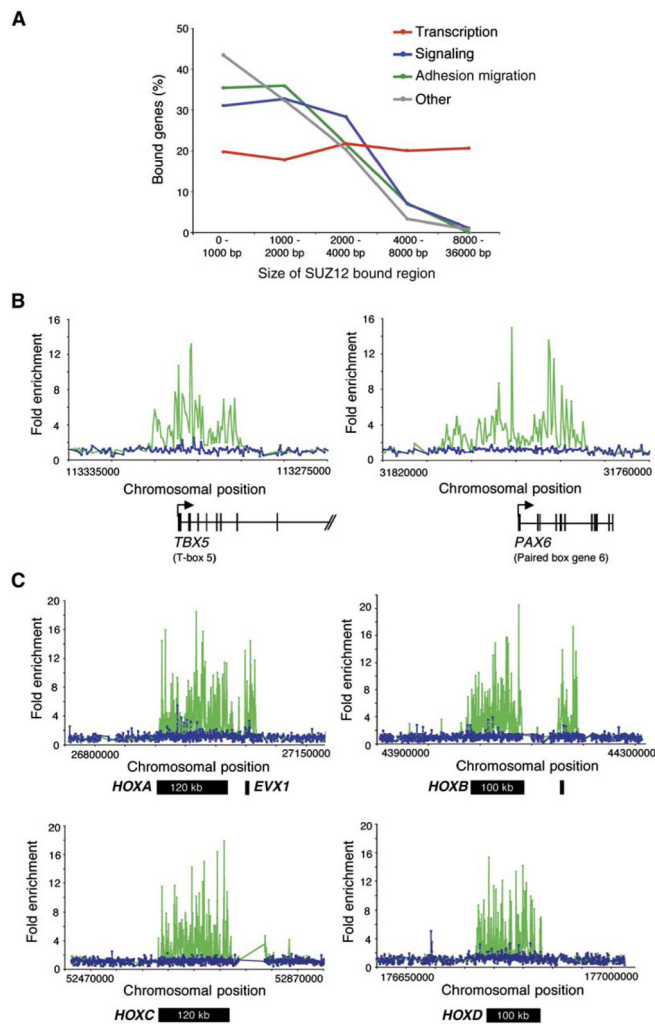 A
Transcription
Signaling
Adhesion migration
Other
Bound genes (%)
50
40
30
20
10
0
0 - 1000 bp
1000 - 2000 bp
2000 - 4000 bp
4000 - 8000 bp
8000 - 36000 bp
Size of SUZ12 bound region
B
Fold enrichment
16
12
8
4
0
113335000 113275000
Chromosomal position
TBX5
(T-box 5)
Fold enrichment
16
12
8
4
0
31820000 31760000
Chromosomal position
PAX6
(Paired box gene 6)
C
Fold enrichment
20
16
12
8
4
0
26800000 27150000
Chromosomal position
HOXA 120 kb EVX1
Fold enrichment
20
16
12
8
4
0
43900000 44300000
Chromosomal position
HOXB 100 kb
Fold enrichment
20
16
12
8
4
0
52470000 52870000
Chromosomal position
HOXC 120 kb
Fold enrichment
20
16
12
8
4
0
176650000 177000000
Chromosomal position
HOXD 100 kb